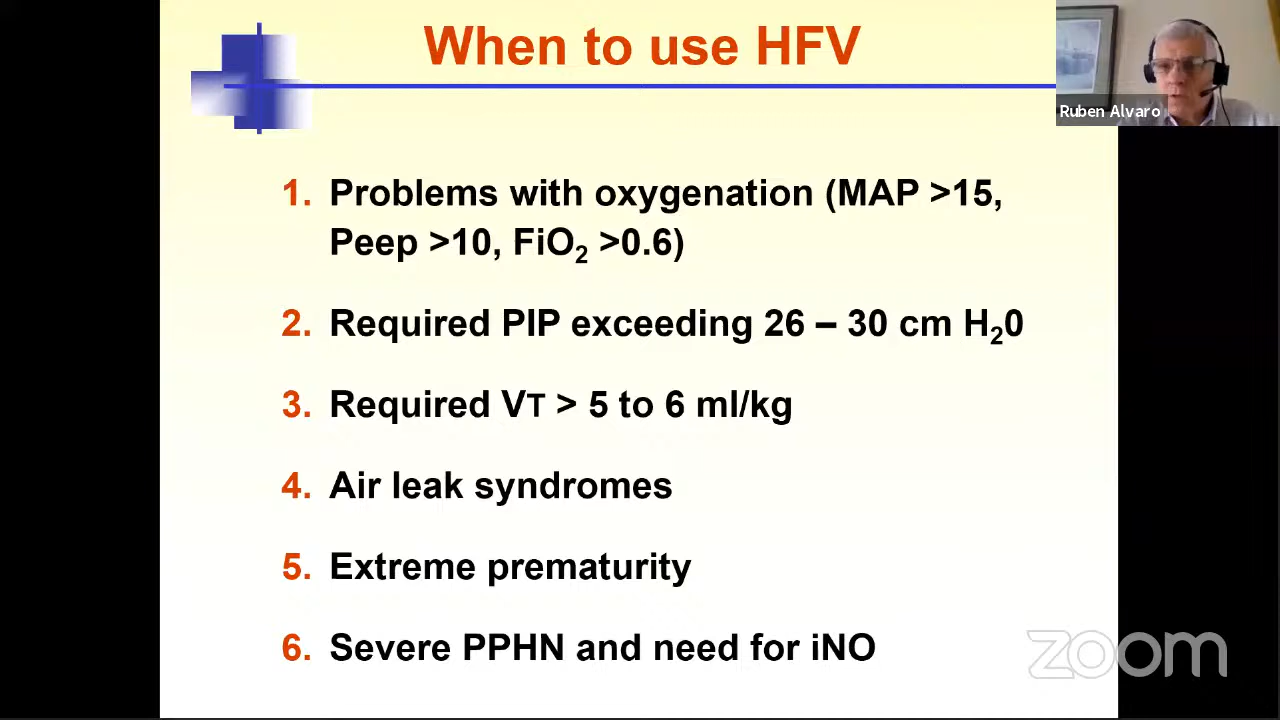 When to use HFV
Ruben Alvaro
1. Problems with oxygenation (MAP >15,
Peep >10, FiO₂ >0.6)
2. Required PIP exceeding 26 – 30 cm H₂0
3. Required VT > 5 to 6 ml/kg
4. Air leak syndromes
5. Extreme prematurity
6. Severe PPHN and need for iNO
zoom